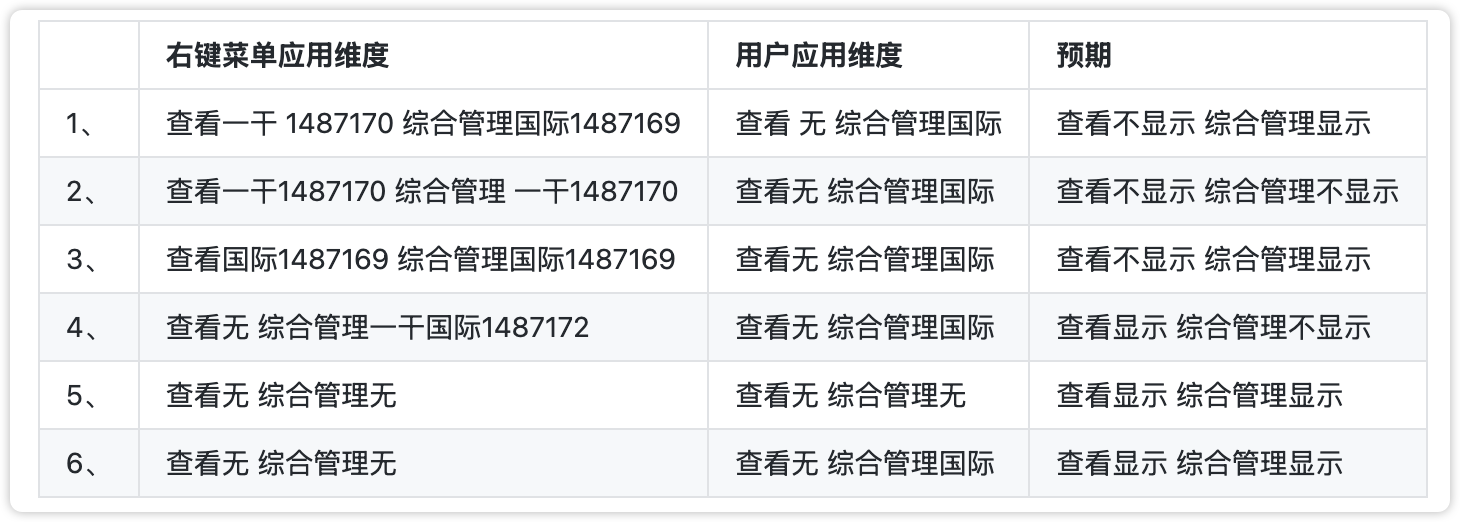 右键菜单应用维度 用户应用维度 预期
1、 查看一干 1487170 综合管理国际1487169 查看 无 综合管理国际 查看不显示 综合管理显示
2、 查看一干1487170 综合管理 一干1487170 查看无 综合管理国际 查看不显示 综合管理不显示
3、 查看国际1487169 综合管理国际1487169 查看无 综合管理国际 查看不显示 综合管理显示
4、 查看无 综合管理一干国际1487172 查看无 综合管理国际 查看显示 综合管理不显示
5、 查看无 综合管理无 查看无 综合管理无 查看显示 综合管理显示
6、 查看无 综合管理无 查看无 综合管理国际 查看显示 综合管理显示